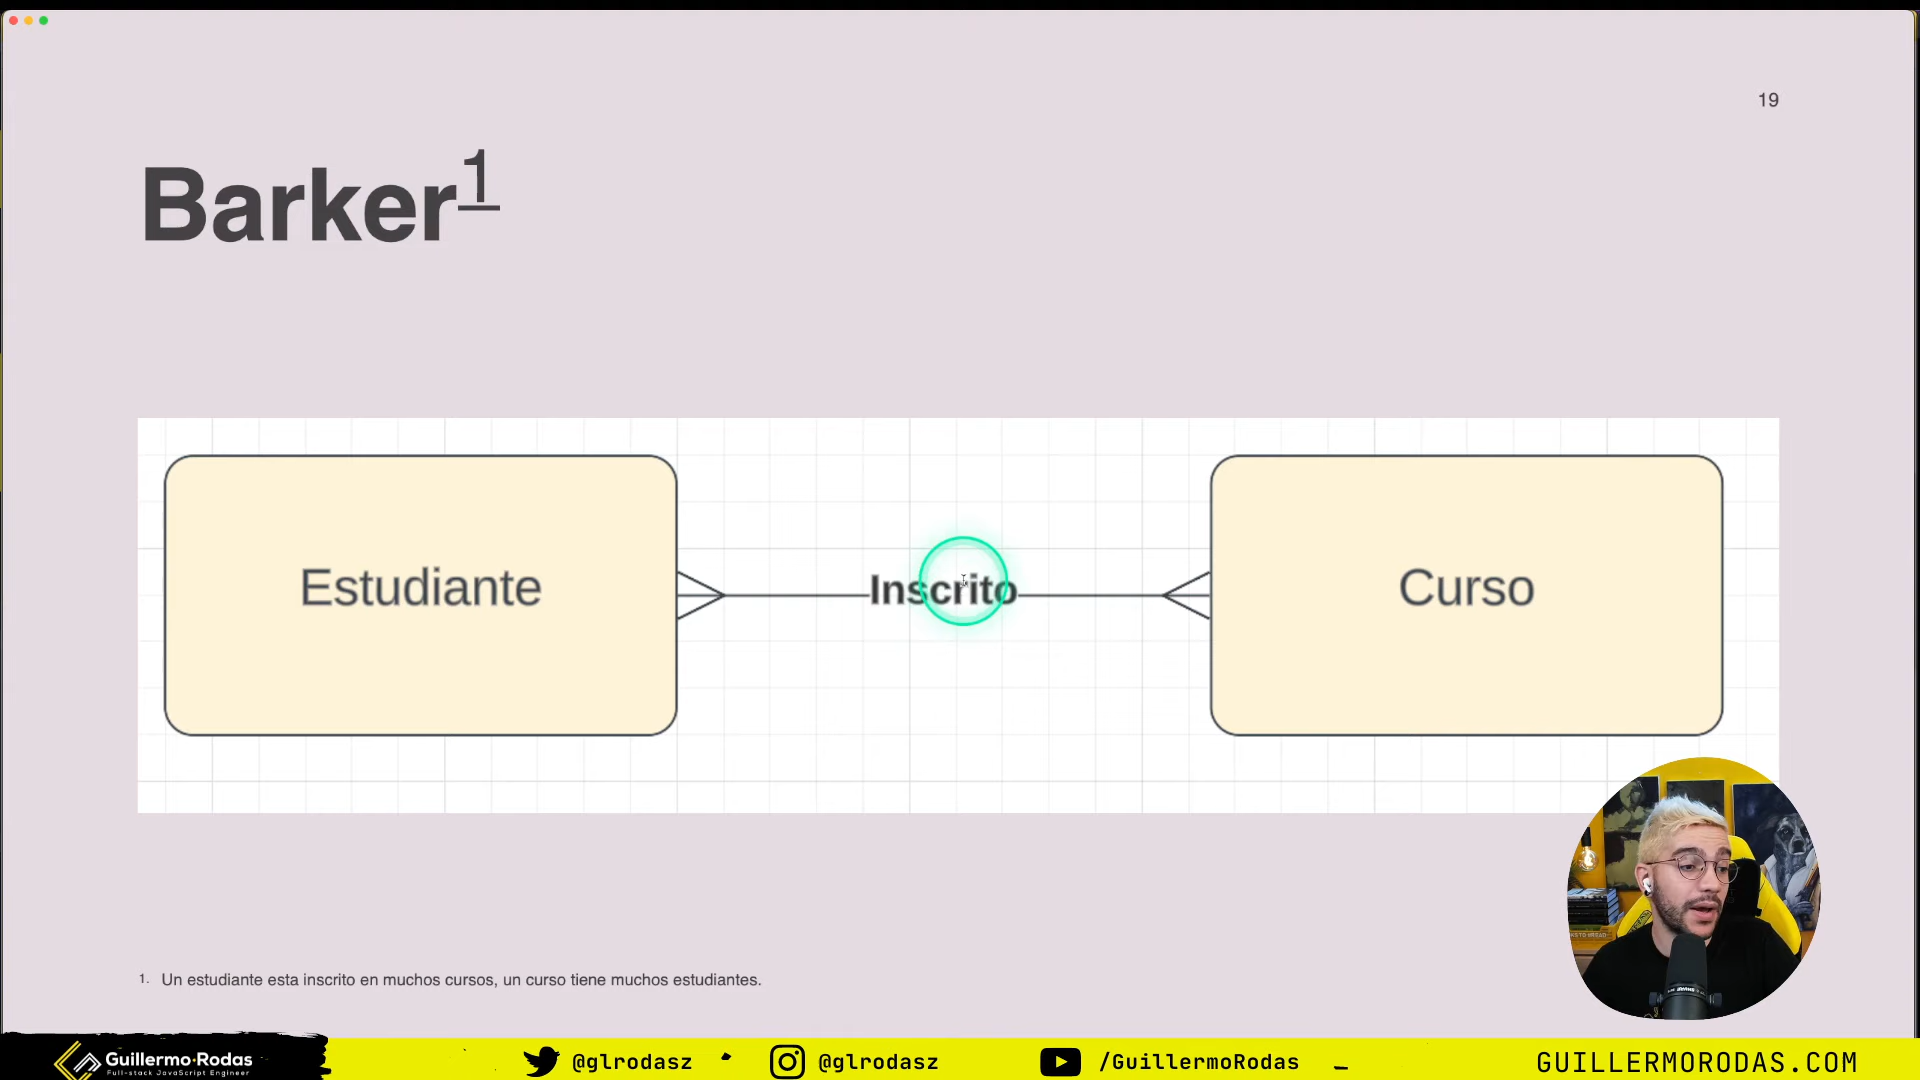 19
Barker1
Estudiante
Inscrito
Curso
1. Un estudiante esta inscrito en muchos cursos, un curso tiene muchos estudiantes.
Guillermo Rodas
Full-stack JavaScript Engineer
@glrodasz
@glrodasz
/GuillermoRodas
GUILLERMORODAS.COM